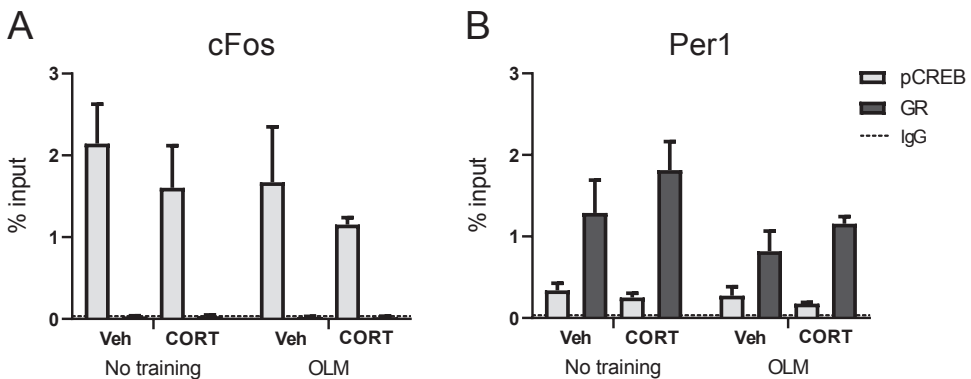 A
cFos
3
2
1
0
% input
Veh
CORT
Veh
CORT
No training
OLM
B
Per1
3
2
1
0
% input
Veh
CORT
Veh
CORT
No training
OLM
pCREB
GR
IgG